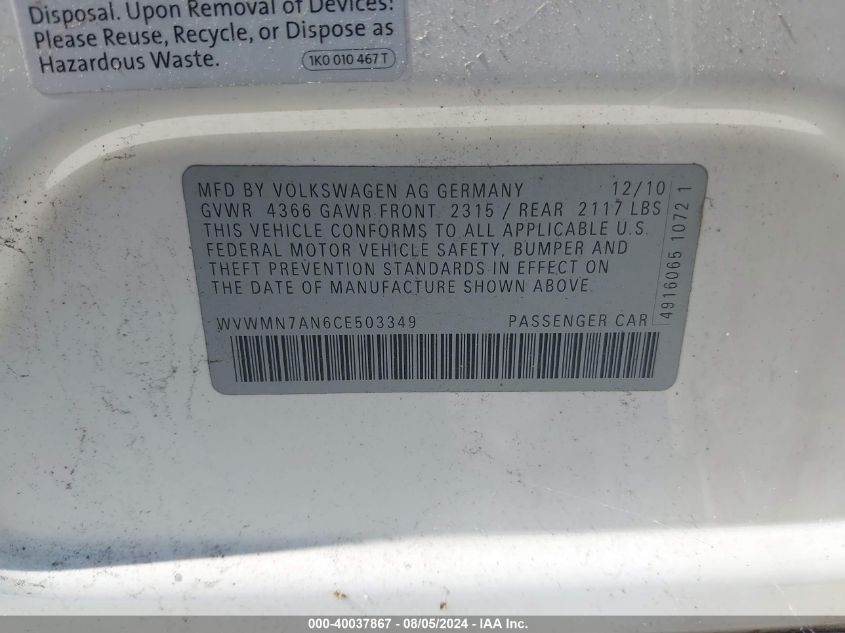 Disposal. Upon Removal of Devices:
Please Reuse, Recycle, or Dispose as
Hazardous Waste.
1K0 010 467 T
MFD BY VOLKSWAGEN AG GERMANY 12/10
GVWR 4366 GAWR FRONT 2315 / REAR 2117 LBS
THIS VEHICLE CONFORMS TO ALL APPLICABLE U.S.
FEDERAL MOTOR VEHICLE SAFETY, BUMPER AND
THEFT PREVENTION STANDARDS IN EFFECT ON
THE DATE OF MANUFACTURE SHOWN ABOVE.
WVWMN7AN6CE503349 PASSENGER CAR
4916065 1072 1
000-40037867 - 08/05/2024 - IAA Inc.